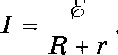 I = ℰ / (R + r),